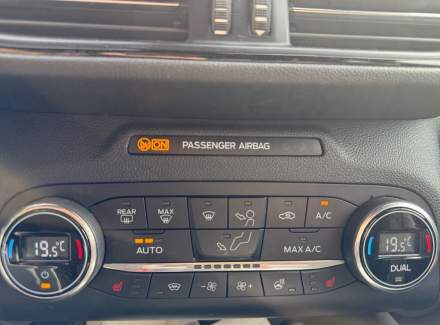 ON PASSENGER AIRBAG
REAR MAX A/C
19.5°C AUTO MAX A/C 19.5°C
DUAL